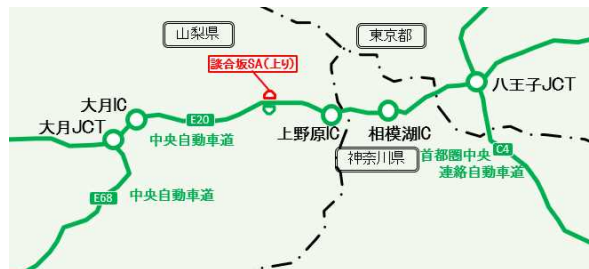 山梨県
東京都
談合坂SA(上り)
大月IC
大月JCT
E20
中央自動車道
上野原IC
相模湖IC
八王子JCT
神奈川県
首都圏中央
連絡自動車道
C4
E68
中央自動車道